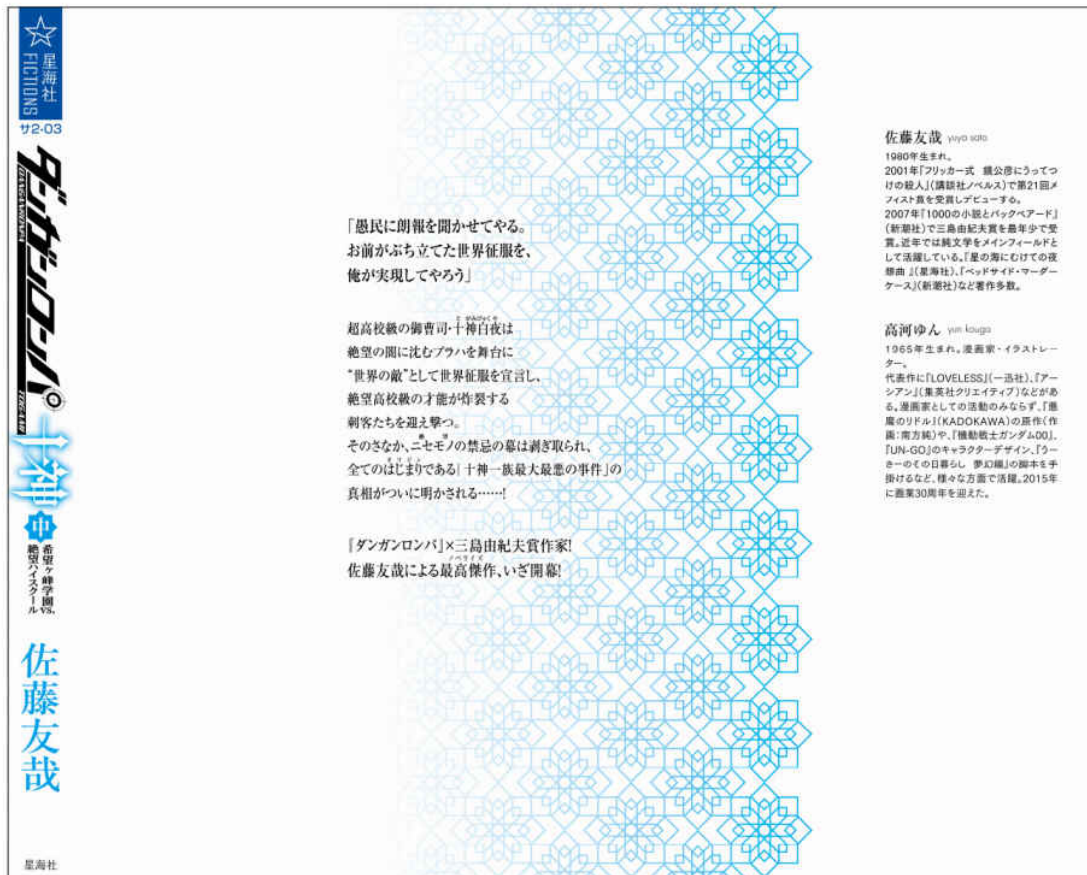 星海社
FICTIONS
サ2-03
ダンガンロンパ
DANGANRONPA
TOGAMI
十神
中
希望ヶ峰学園vs.
絶望ハイスクール
佐藤友哉
星海社
「愚民に朗報を聞かせてやる。
お前がぶち立てた世界征服を、
俺が実現してやろう」
超高校級の御曹司・十神白夜は
絶望の闇に沈むプラハを舞台に
“世界の敵”として世界征服を宣言し、
絶望高校級の才能が炸裂する
刺客たちを迎え撃つ。
そのさなか、ニセモノの禁忌の幕は剥ぎ取られ、
全てのはじまりである「十神一族最大最悪の事件」の
真相がついに明かされる……!
『ダンガンロンパ』×三島由紀夫賞作家!
佐藤友哉による最高傑作、いざ開幕!
佐藤友哉 yuya sato
1980年生まれ。
2001年『フリッカー式 鏡公彦にうってつ
けの殺人』(講談社ノベルス)で第21回メ
フィスト賞を受賞しデビューする。
2007年『1000の小説とバックベアード』
(新潮社)で三島由紀夫賞を最年少で受
賞。近年では純文学をメインフィールドと
して活躍している。『星の海にむけての夜
想曲』(星海社)、『ベッドサイド・マーダー
ケース』(新潮社)など著作多数。
高河ゆん yun kouga
1965年生まれ。漫画家・イラストレー
ター。
代表作に『LOVELESS』(一迅社)、『アー
シアン』(集英社クリエイティブ)などがあ
る。漫画家としての活動のみならず、『悪
魔のリドル』(KADOKAWA)の原作(作
画:南方純)や、『機動戦士ガンダム00』、
『UN-GO』のキャラクターデザイン、『うー
さーのその日暮らし 夢幻編』の脚本を手
掛けるなど、様々な方面で活躍。2015年
に画業30周年を迎えた。